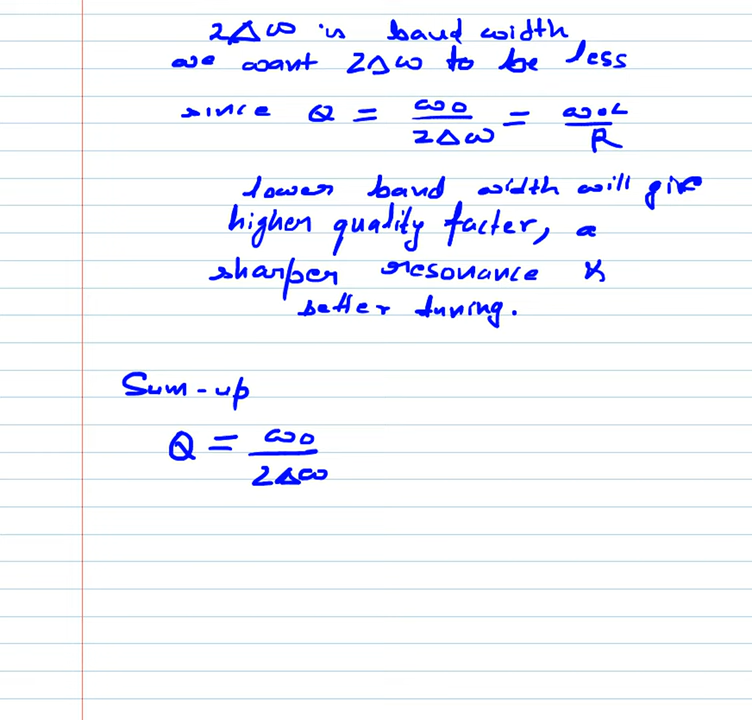 2Δω is band width
we want 2Δω to be less
since Q = ω0 / 2Δω = ω0L / R
lower band width will give
higher quality facter, a
sharper resonance &
better tuning.
Sum-up
Q = ω0 / 2Δω